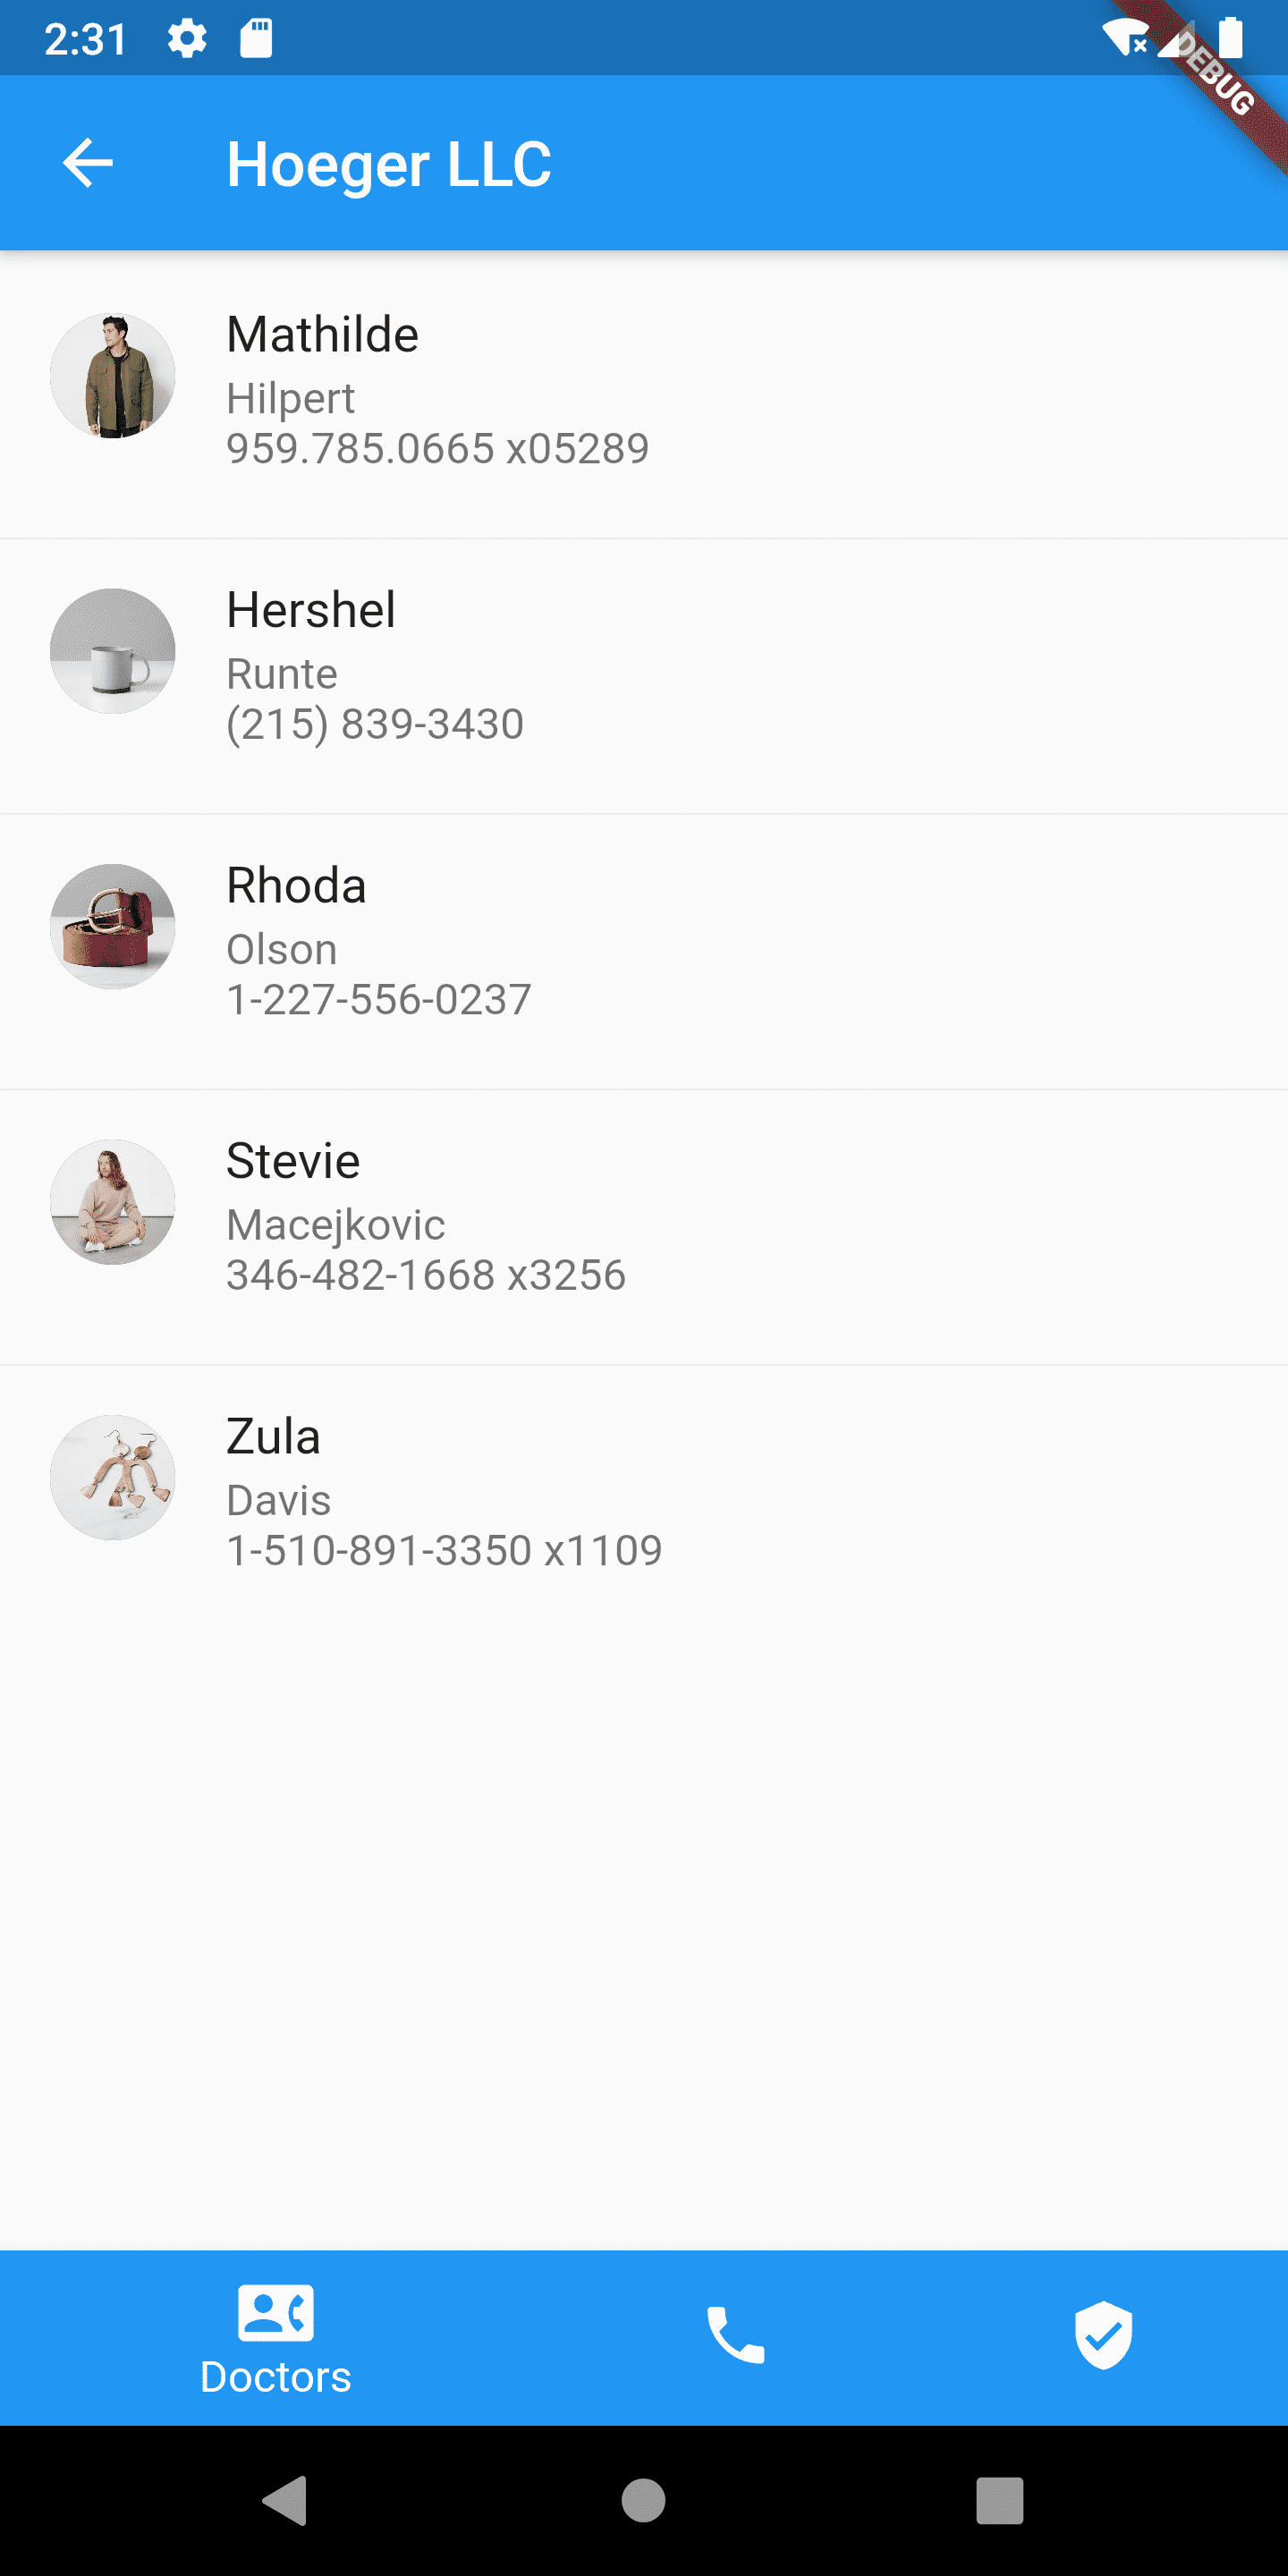 2:31
DEBUG
Hoeger LLC
Mathilde
Hilpert
959.785.0665 x05289
Hershel
Runte
(215) 839-3430
Rhoda
Olson
1-227-556-0237
Stevie
Macejkovic
346-482-1668 x3256
Zula
Davis
1-510-891-3350 x1109
Doctors